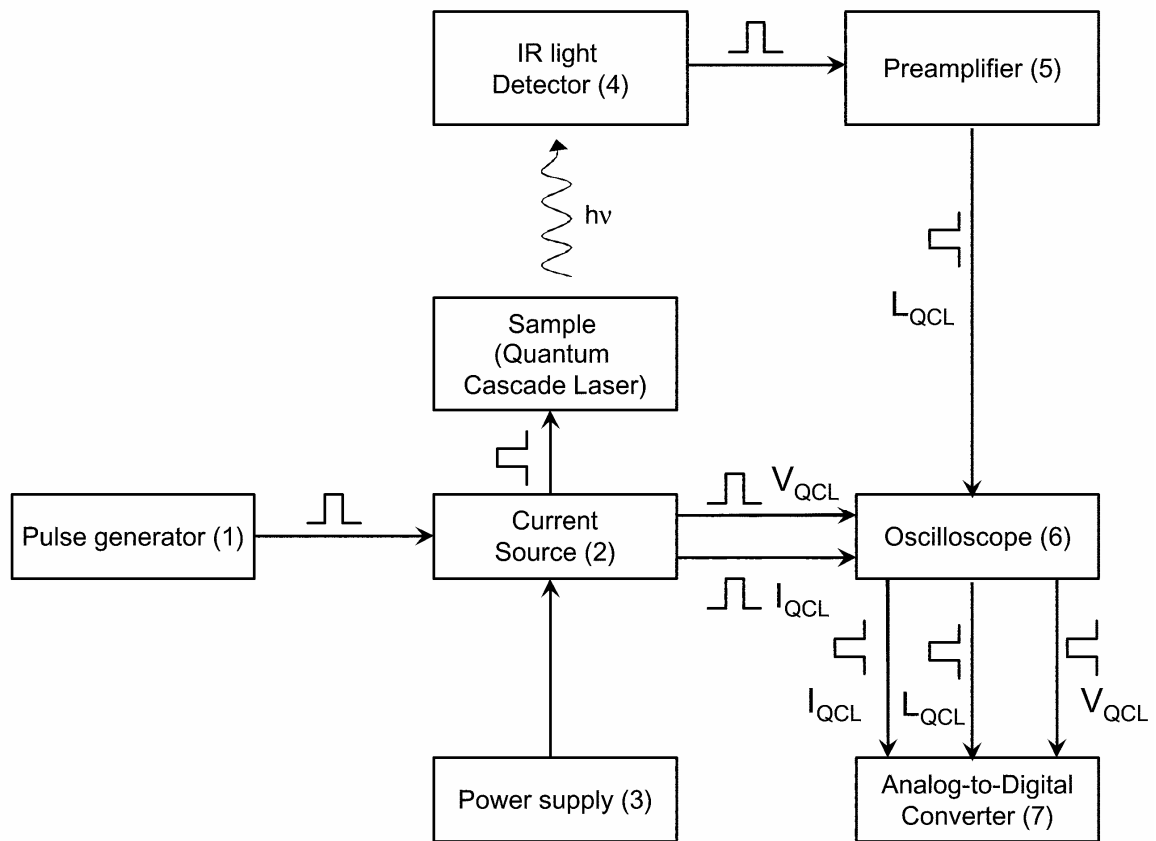 IR light
Detector (4)
Preamplifier (5)
hν
L_QCL
Sample
(Quantum
Cascade Laser)
V_QCL
Pulse generator (1)
Current
Source (2)
Oscilloscope (6)
I_QCL
I_QCL
L_QCL
V_QCL
Power supply (3)
Analog-to-Digital
Converter (7)